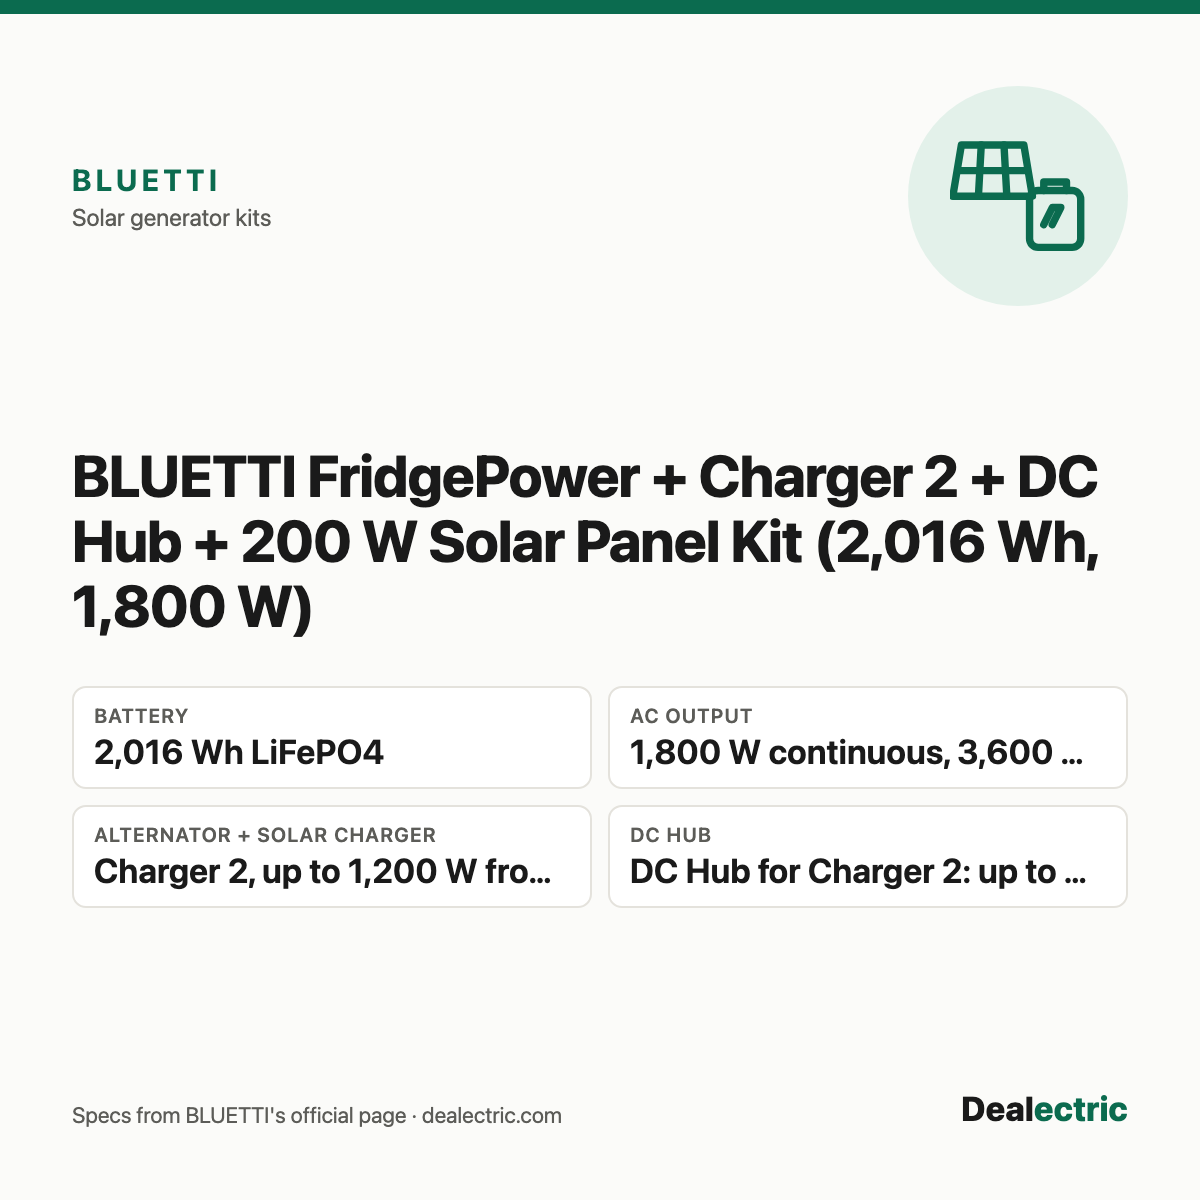 BLUETTI
Solar generator kits
BLUETTI FridgePower + Charger 2 + DC
Hub + 200 W Solar Panel Kit (2,016 Wh,
1,800 W)
BATTERY
2,016 Wh LiFePO4
AC OUTPUT
1,800 W continuous, 3,600 ...
ALTERNATOR + SOLAR CHARGER
Charger 2, up to 1,200 W fro...
DC HUB
DC Hub for Charger 2: up to ...
Specs from BLUETTI's official page · dealectric.com
Dealectric